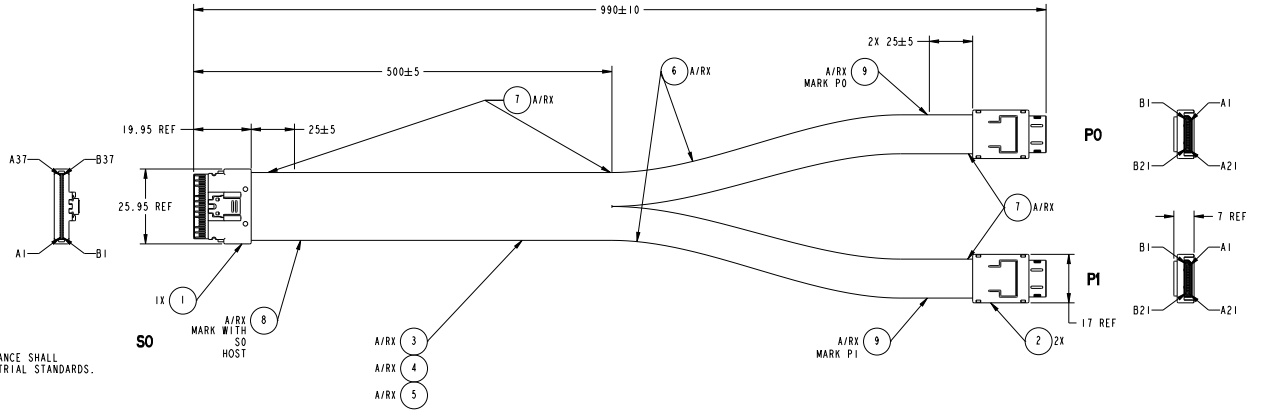 990±10
2X 25±5
500±5
6 A/RX
A/RX 9
MARK P0
7 A/RX
19.95 REF
25±5
B1
A1
P0
A37
B37
B21
A21
25.95 REF
7 A/RX
7 REF
A1
B1
B1
A1
1X 1
P1
A/RX 8
MARK WITH
S0
HOST
B21
A21
17 REF
S0
A/RX 3
A/RX 9
MARK P1
2 2X
ANCE SHALL
TRIAL STANDARDS.
A/RX 4
A/RX 5